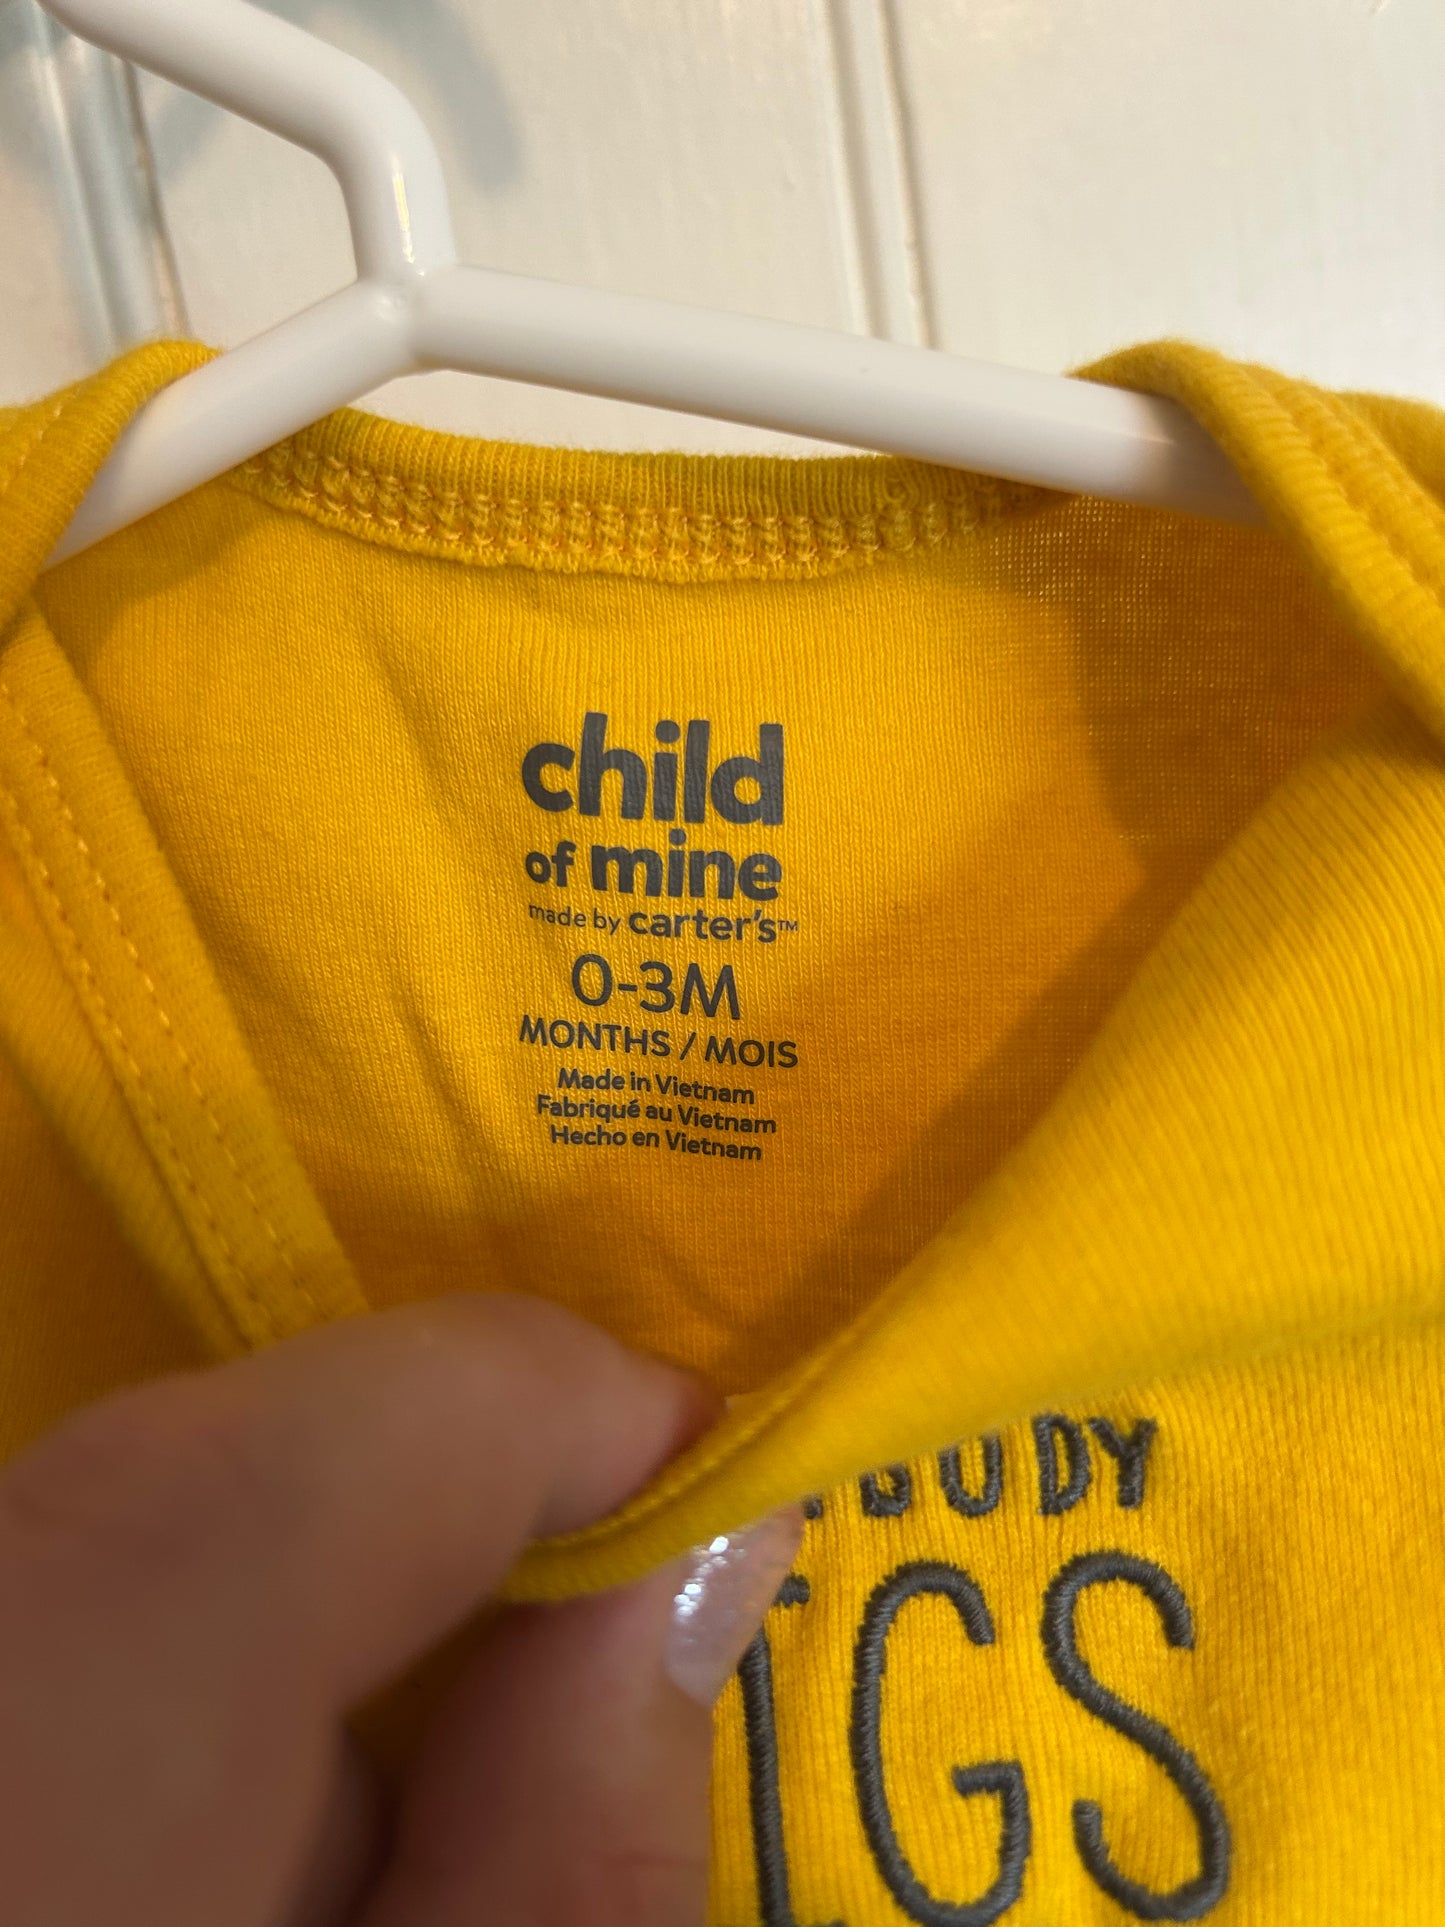 child
of mine
made by carter's™
0-3M
MONTHS / MOIS
Made in Vietnam
Fabriqué au Vietnam
Hecho en Vietnam